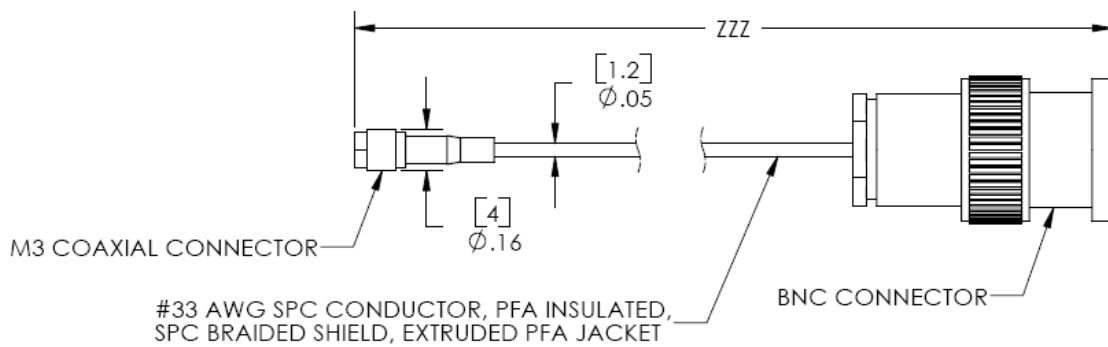 ZZZ
[1.2]
Ø.05
[4]
Ø.16
M3 COAXIAL CONNECTOR
#33 AWG SPC CONDUCTOR, PFA INSULATED,
SPC BRAIDED SHIELD, EXTRUDED PFA JACKET
BNC CONNECTOR